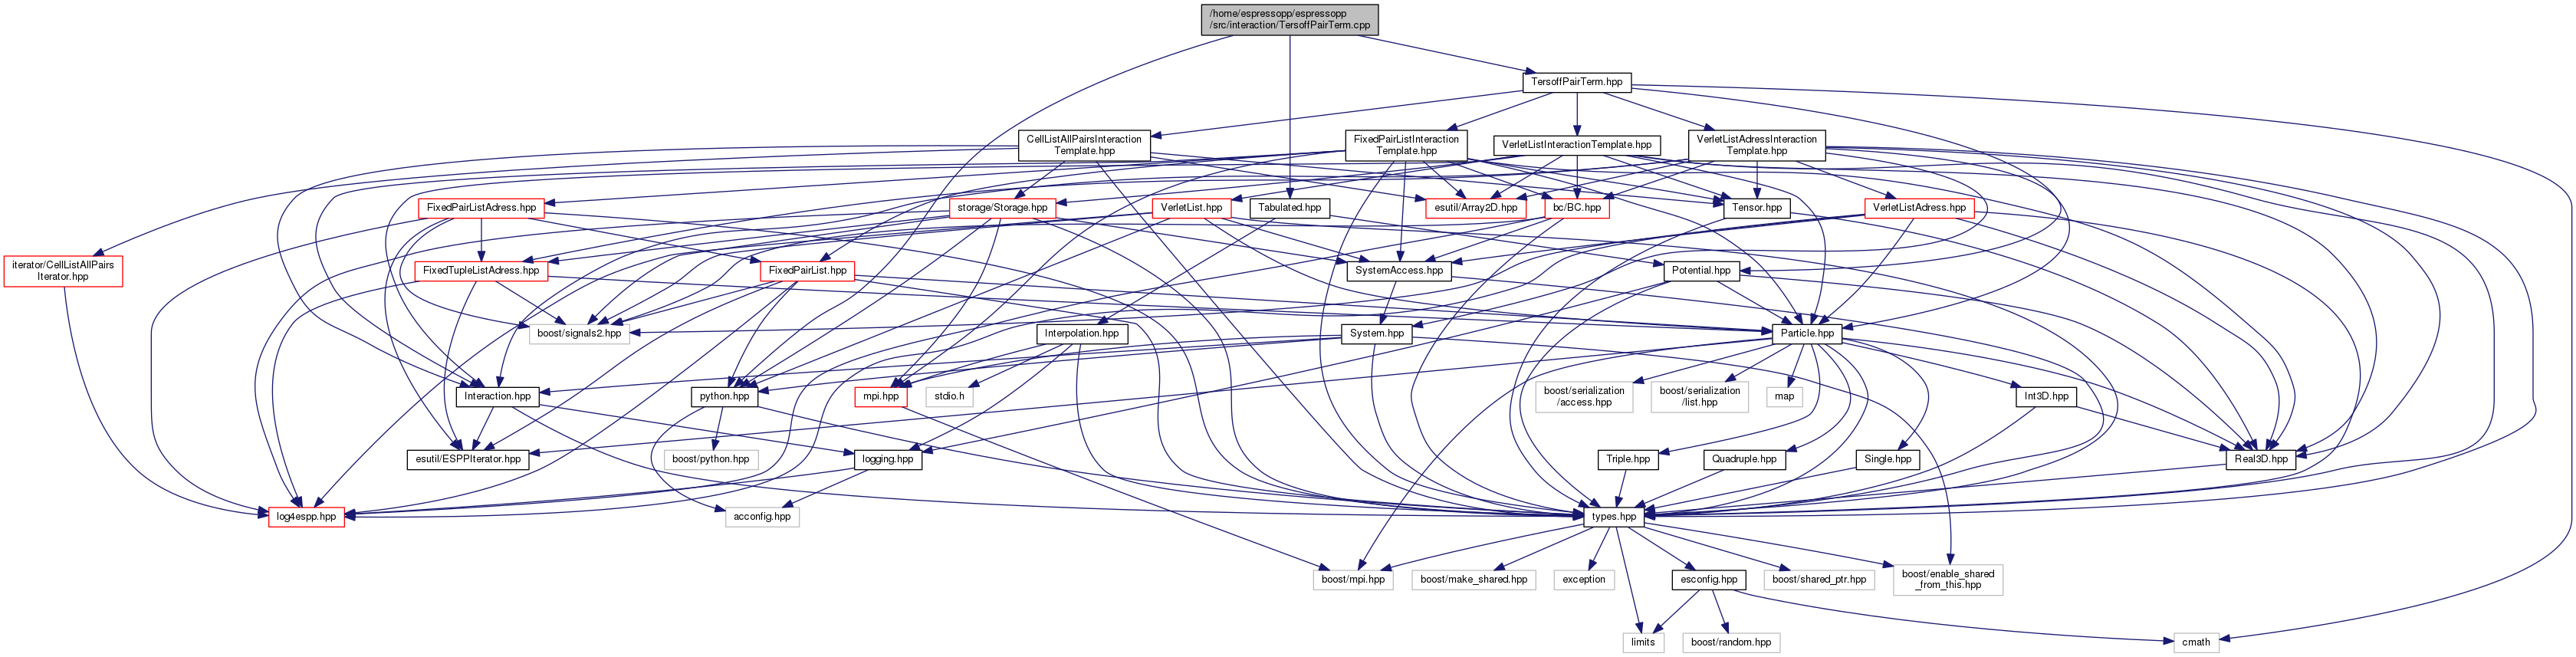 /home/espressopp/espressopp
/src/interaction/TersoffPairTerm.cpp
TersoffPairTerm.hpp
CellListAllPairsInteraction
Template.hpp
FixedPairListInteraction
Template.hpp
VerletListInteractionTemplate.hpp
VerletListAdressInteraction
Template.hpp
FixedPairListAdress.hpp
storage/Storage.hpp
VerletList.hpp
Tabulated.hpp
esutil/Array2D.hpp
bc/BC.hpp
Tensor.hpp
VerletListAdress.hpp
iterator/CellListAllPairs
Iterator.hpp
FixedTupleListAdress.hpp
FixedPairList.hpp
SystemAccess.hpp
Potential.hpp
boost/signals2.hpp
Interpolation.hpp
System.hpp
Particle.hpp
Interaction.hpp
python.hpp
mpi.hpp
stdio.h
boost/serialization
/access.hpp
boost/serialization
/list.hpp
map
Int3D.hpp
esutil/ESPPIterator.hpp
boost/python.hpp
logging.hpp
Triple.hpp
Quadruple.hpp
Single.hpp
Real3D.hpp
log4espp.hpp
acconfig.hpp
types.hpp
boost/mpi.hpp
boost/make_shared.hpp
exception
esconfig.hpp
boost/shared_ptr.hpp
boost/enable_shared
_from_this.hpp
limits
boost/random.hpp
cmath